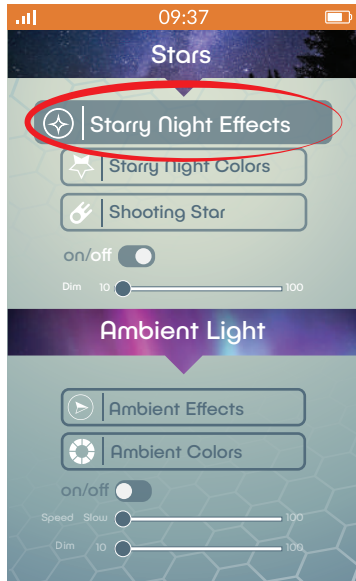 09:37
Stars
Starry Night Effects
Starry Night Colors
Shooting Star
on/off
Dim 10 100
Ambient Light
Ambient Effects
Ambient Colors
on/off
Speed Slow 100
Dim 10 100